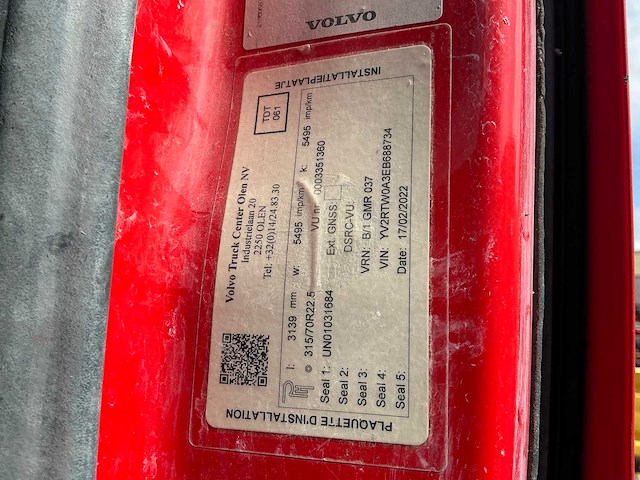 VOLVO
INSTALLATIEPLAATJE
Volvo Truck Center Olen NV
Industrielaan 20
2250 OLEN
Tel: +32(0)14/24.83.30
TDT
061
l: 3139 mm w: 5495 imp/km k: 5495 imp/km
315/70R22.5 VU nr 0003351360
Seal 1: UN01031684 Ext. GNSS:
Seal 2: DSRC-VU:
Seal 3: VRN: B/1 GMR 037
Seal 4: VIN: YV2RTW0A3EB688734
Seal 5: Date: 17/02/2022
PLAQUETTE D'INSTALLATION